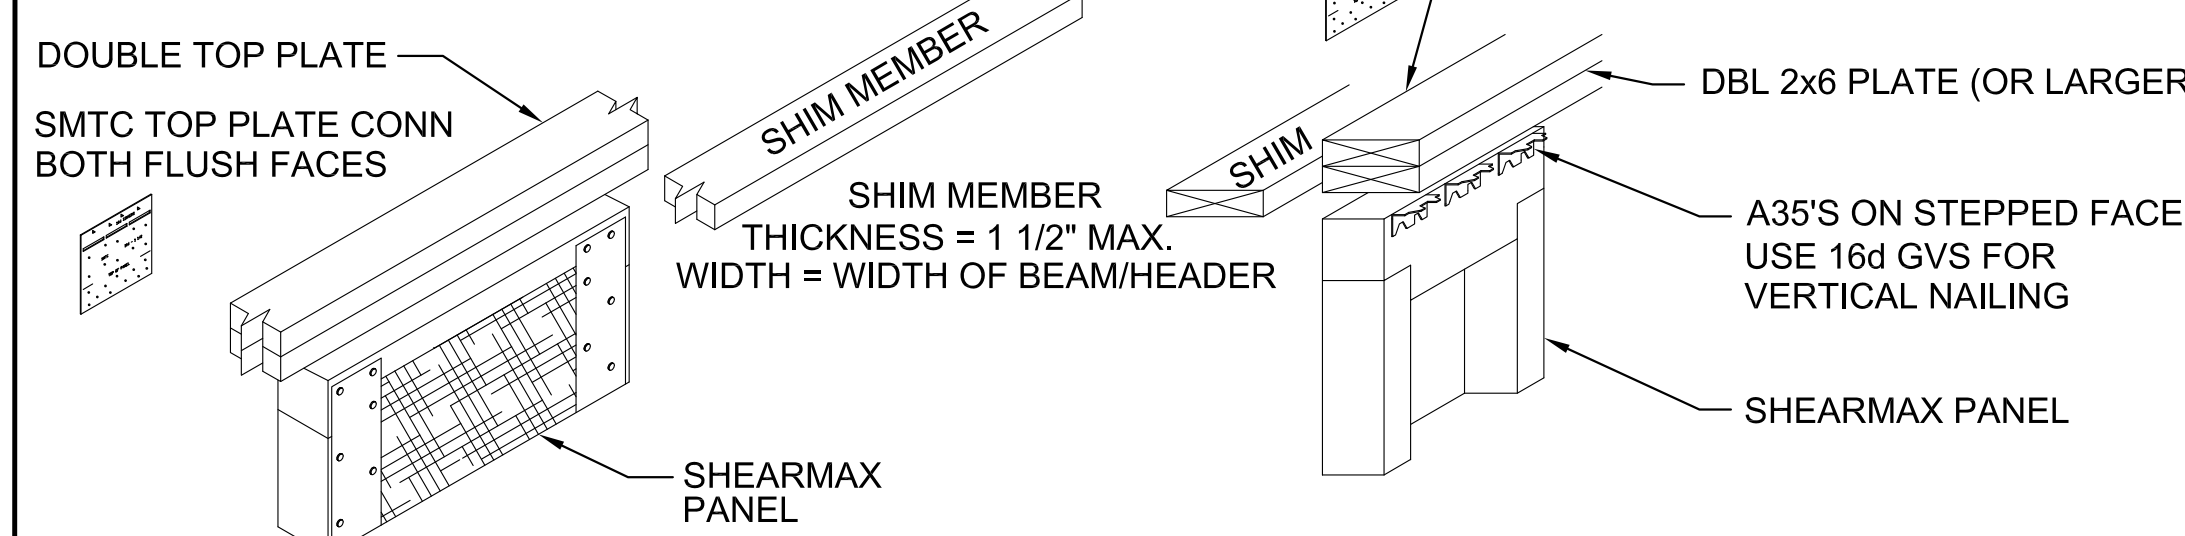 DOUBLE TOP PLATE
SMTC TOP PLATE CONN
BOTH FLUSH FACES
SHIM MEMBER
SHIM MEMBER
THICKNESS = 1 1/2" MAX.
WIDTH = WIDTH OF BEAM/HEADER
SHEARMAX
PANEL
SHIM
DBL 2x6 PLATE (OR LARGER
A35'S ON STEPPED FACE
USE 16d GVS FOR
VERTICAL NAILING
SHEARMAX PANEL